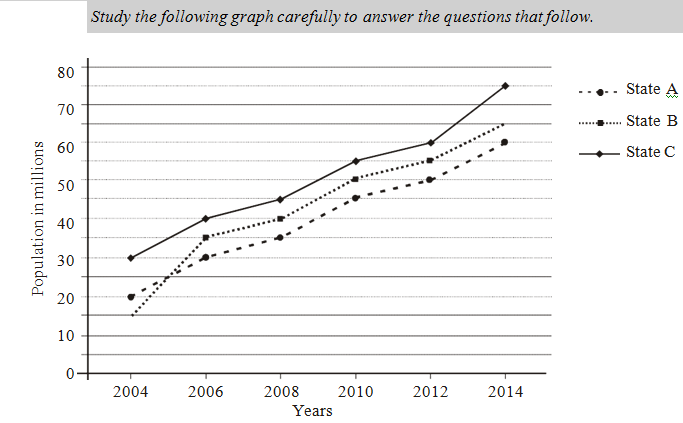 Study the following graph carefully to answer the questions that follow.
80
70
60
50
40
30
20
10
0
Population in millions
2004 2006 2008 2010 2012 2014
Years
State A
State B
State C